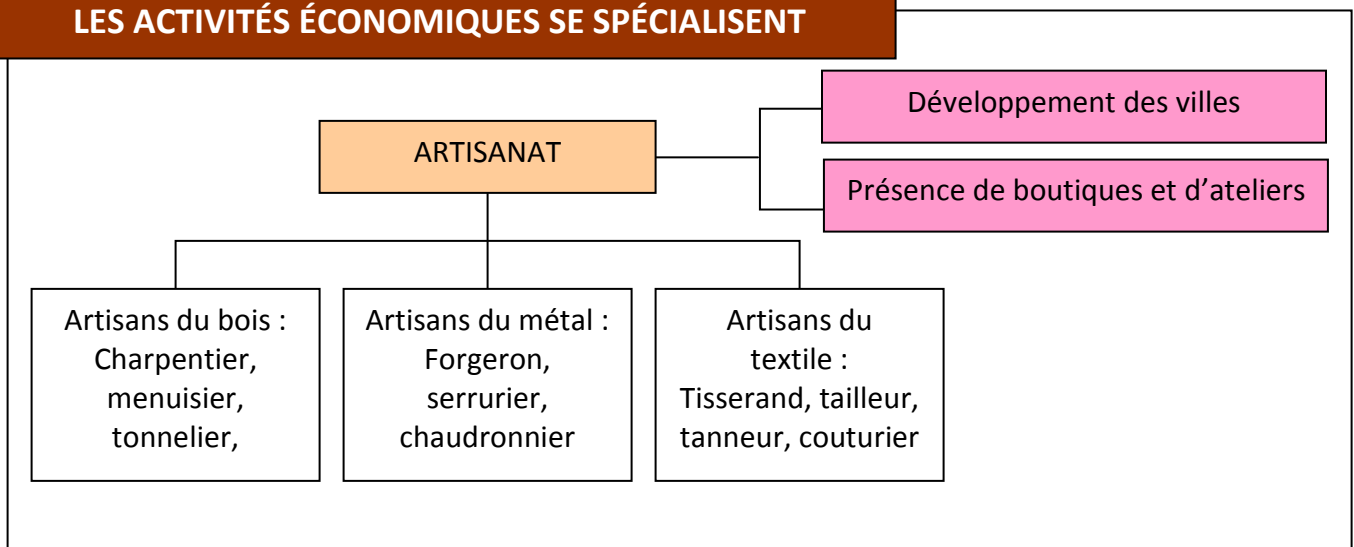 LES ACTIVITÉS ÉCONOMIQUES SE SPÉCIALISENT
Développement des villes
ARTISANAT
Présence de boutiques et d’ateliers
Artisans du bois :
Charpentier,
menuisier,
tonnelier,
Artisans du métal :
Forgeron,
serrurier,
chaudronnier
Artisans du
textile :
Tisserand, tailleur,
tanneur, couturier